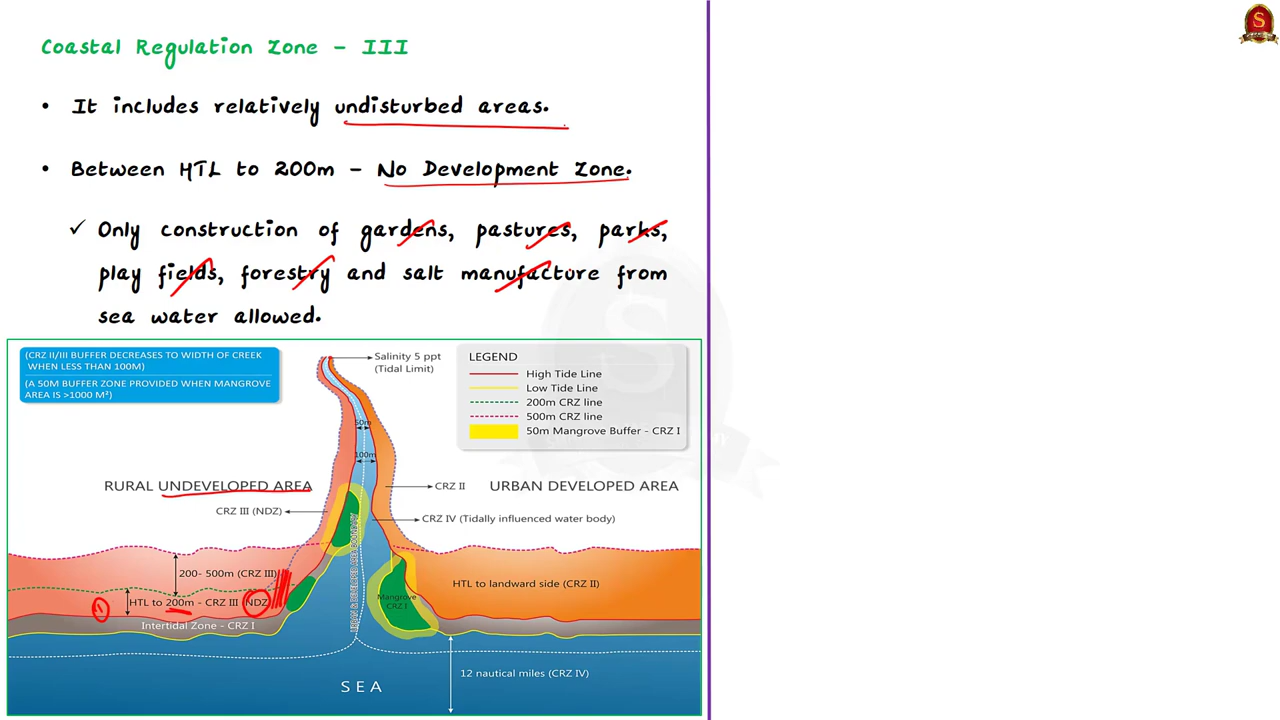 Coastal Regulation Zone - III
• It includes relatively undisturbed areas.
• Between HTL to 200m - No Development Zone.
✓ Only construction of gardens, pastures, parks,
play fields, forestry and salt manufacture from
sea water allowed.
(CRZ II/III BUFFER DECREASES TO WIDTH OF CREEK
WHEN LESS THAN 100M)
(A 50M BUFFER ZONE PROVIDED WHEN MANGROVE
AREA IS >1000 M²)
Salinity 5 ppt
(Tidal Limit)
LEGEND
High Tide Line
Low Tide Line
200m CRZ line
500m CRZ line
50m Mangrove Buffer - CRZ I
50m
100m
RURAL UNDEVELOPED AREA
CRZ II
URBAN DEVELOPED AREA
CRZ III (NDZ)
CRZ IV (Tidally influenced water body)
200- 500m (CRZ III)
HTL to landward side (CRZ II)
1
HTL to 200m - CRZ III (NDZ)
Mangrove
CRZ I
Intertidal Zone - CRZ I
12 nautical miles (CRZ IV)
SEA
S